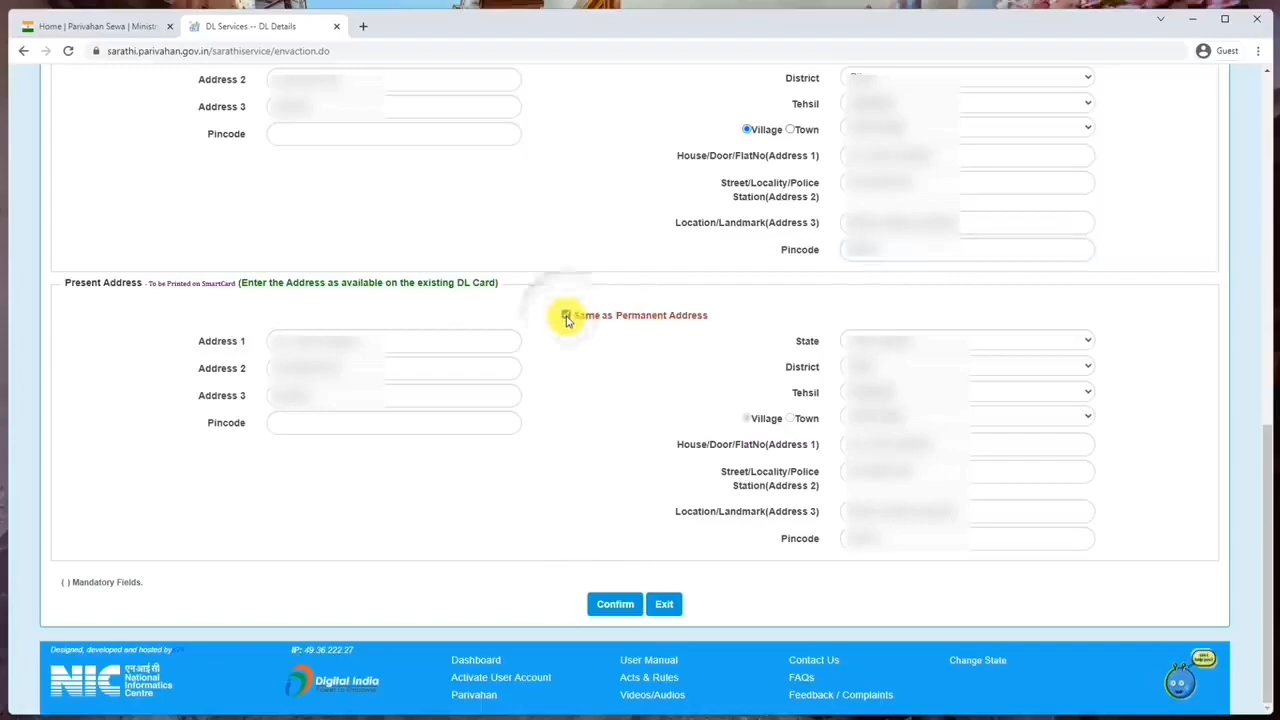 Home | Parivahan Sewa | Ministr
DL Services -- DL Details
sarathi.parivahan.gov.in/sarathiservice/envaction.do
Guest
Address 2
District
Address 3
Tehsil
Pincode
Village Town
House/Door/FlatNo(Address 1)
Street/Locality/Police
Station(Address 2)
Location/Landmark(Address 3)
Pincode
Present Address - To be Printed on SmartCard (Enter the Address as available on the existing DL Card)
Same as Permanent Address
Address 1
State
Address 2
District
Address 3
Tehsil
Pincode
Village Town
House/Door/FlatNo(Address 1)
Street/Locality/Police
Station(Address 2)
Location/Landmark(Address 3)
Pincode
( ) Mandatory Fields.
Confirm Exit
Designed, developed and hosted by
IP: 49.36.222.27
NIC
एनआईसी
National
Informatics
Centre
Digital India
Dashboard
User Manual
Contact Us
Change State
Activate User Account
Acts & Rules
FAQs
Parivahan
Videos/Audios
Feedback / Complaints